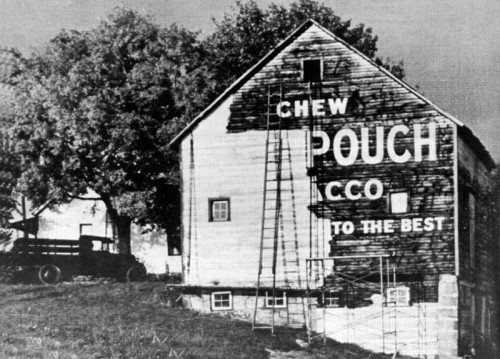 CHEW
POUCH
CCO
TO THE BEST